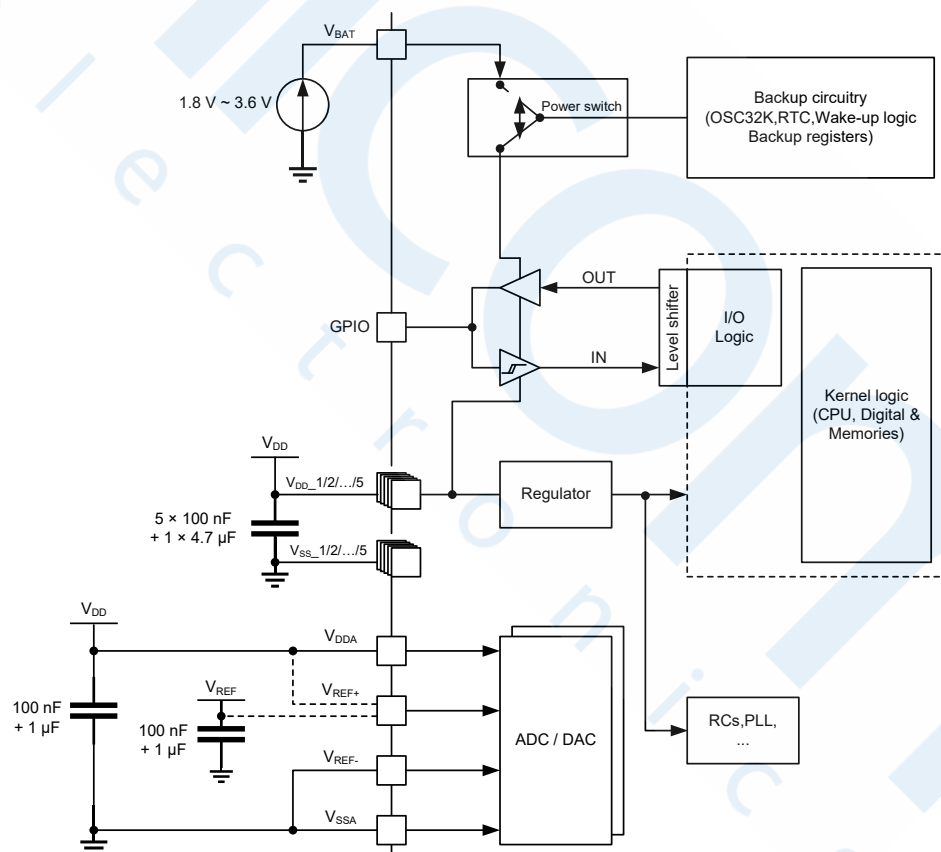 VBAT
1.8 V ~ 3.6 V
Power switch
Backup circuitry
(OSC32K,RTC,Wake-up logic
Backup registers)
OUT
GPIO
Level shifter
I/O
Logic
IN
Kernel logic
(CPU, Digital &
Memories)
VDD
VDD_1/2/.../5
Regulator
5 × 100 nF
+ 1 × 4.7 µF
VSS_1/2/.../5
VDD
VDDA
VREF
VREF+
100 nF
+ 1 µF
100 nF
+ 1 µF
ADC / DAC
RCs,PLL,
...
VREF-
VSSA